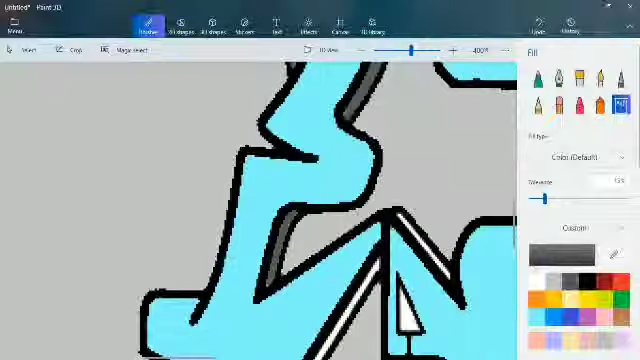 Untitled* Paint 3D
Menu
Brushes
2D shapes
3D shapes
Stickers
Text
Effects
Canvas
3D library
Undo
History
Select
Crop
Magic select
3D view
400%
Fill
Fill type
Color (Default)
Tolerance
Custom